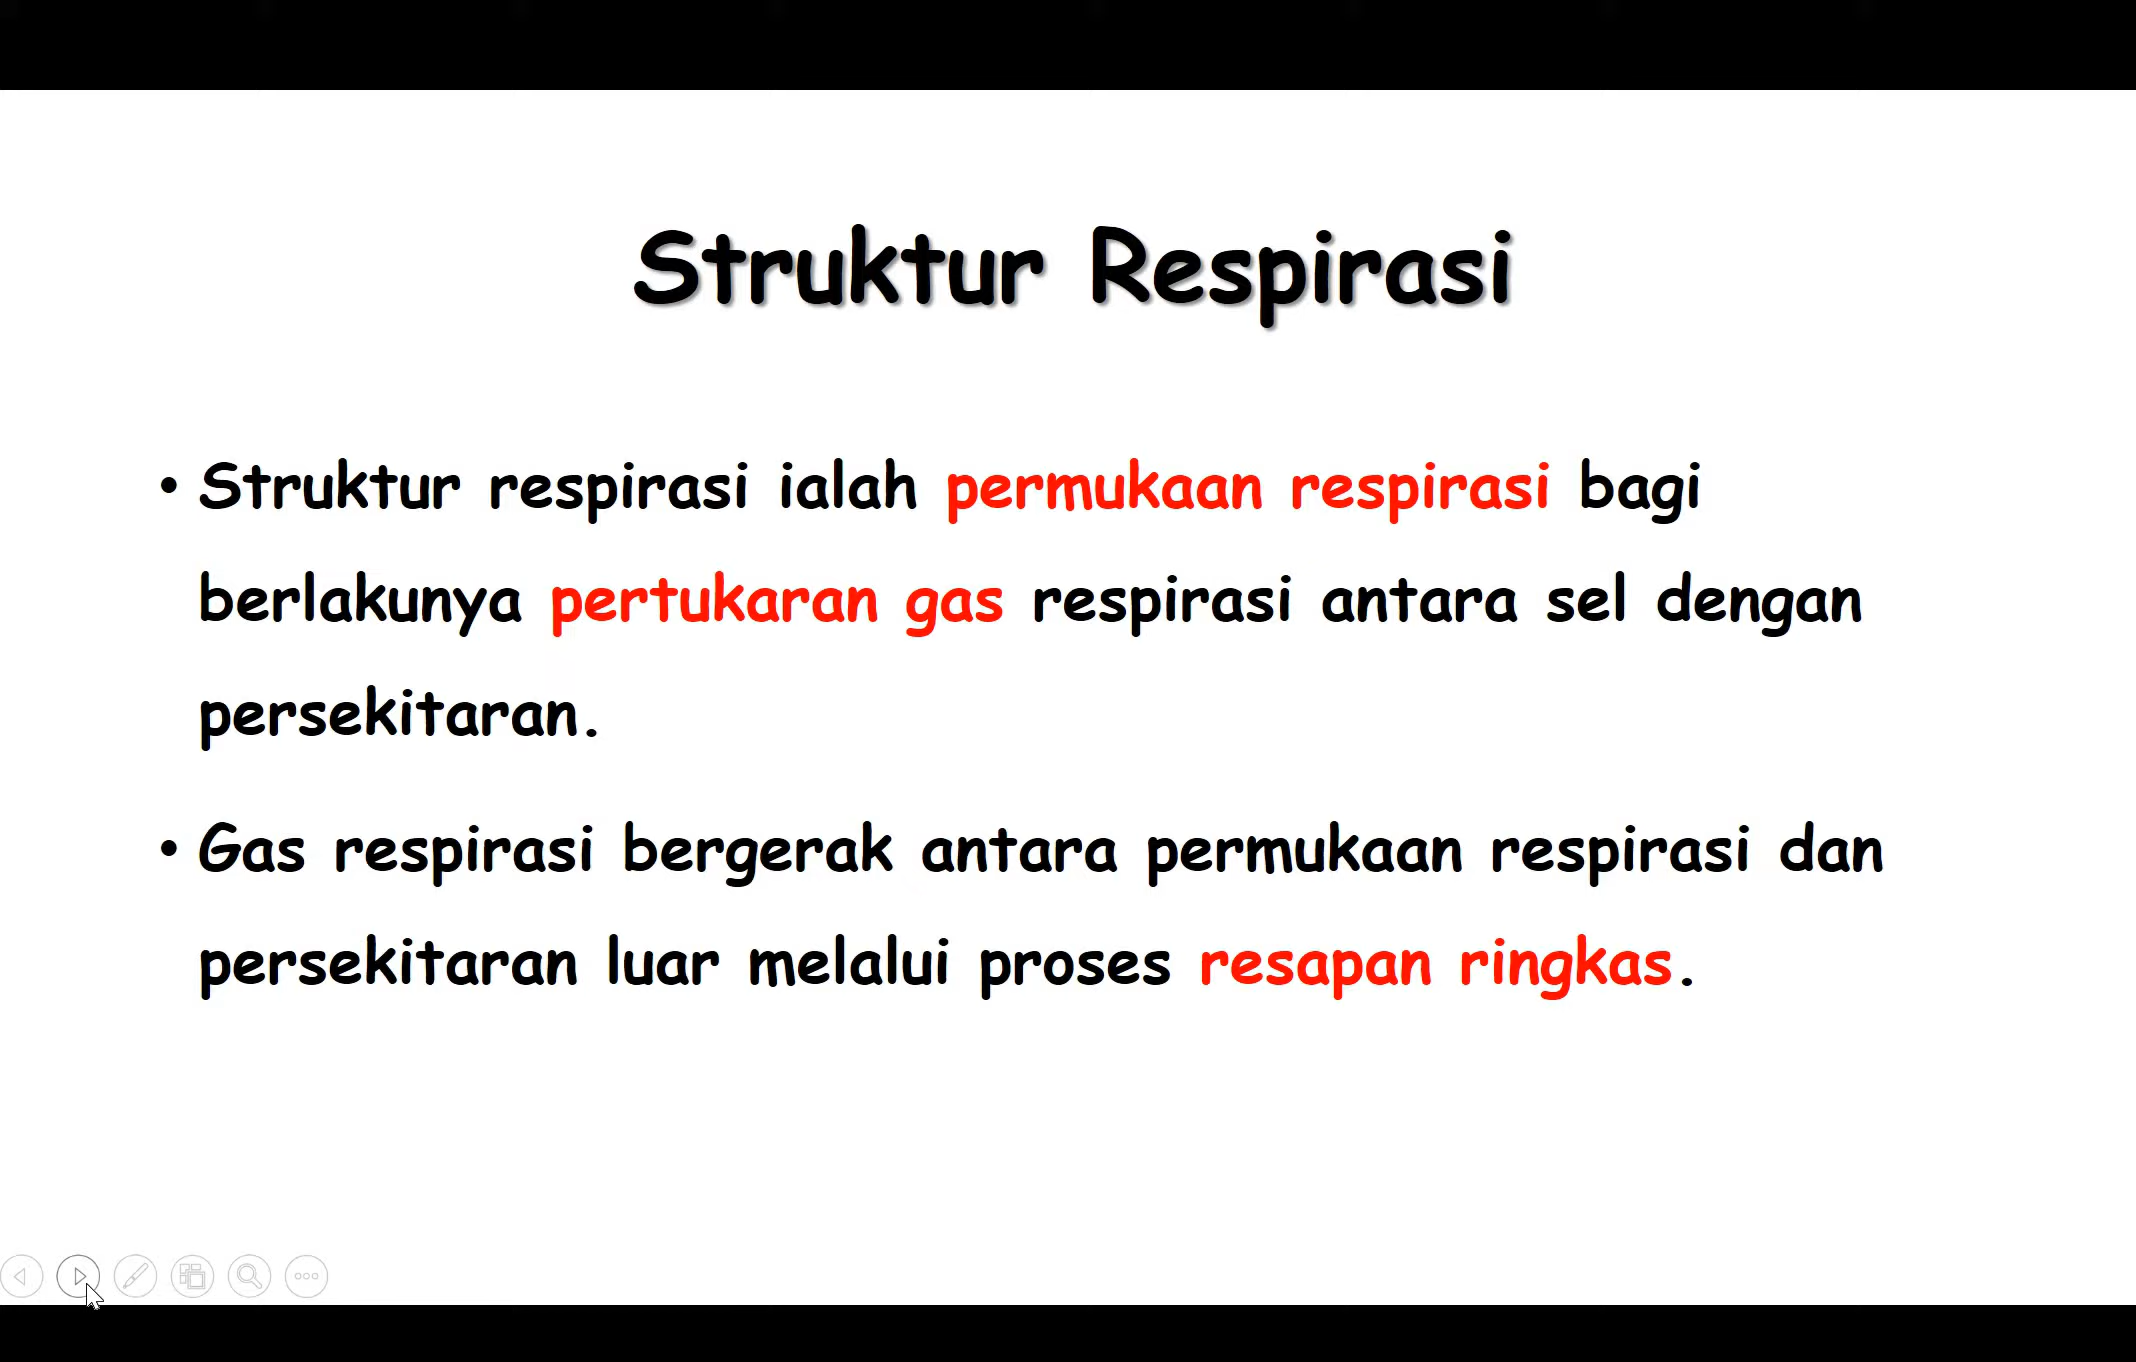 Struktur Respirasi
• Struktur respirasi ialah permukaan respirasi bagi
berlakunya pertukaran gas respirasi antara sel dengan
persekitaran.
• Gas respirasi bergerak antara permukaan respirasi dan
persekitaran luar melalui proses resapan ringkas.